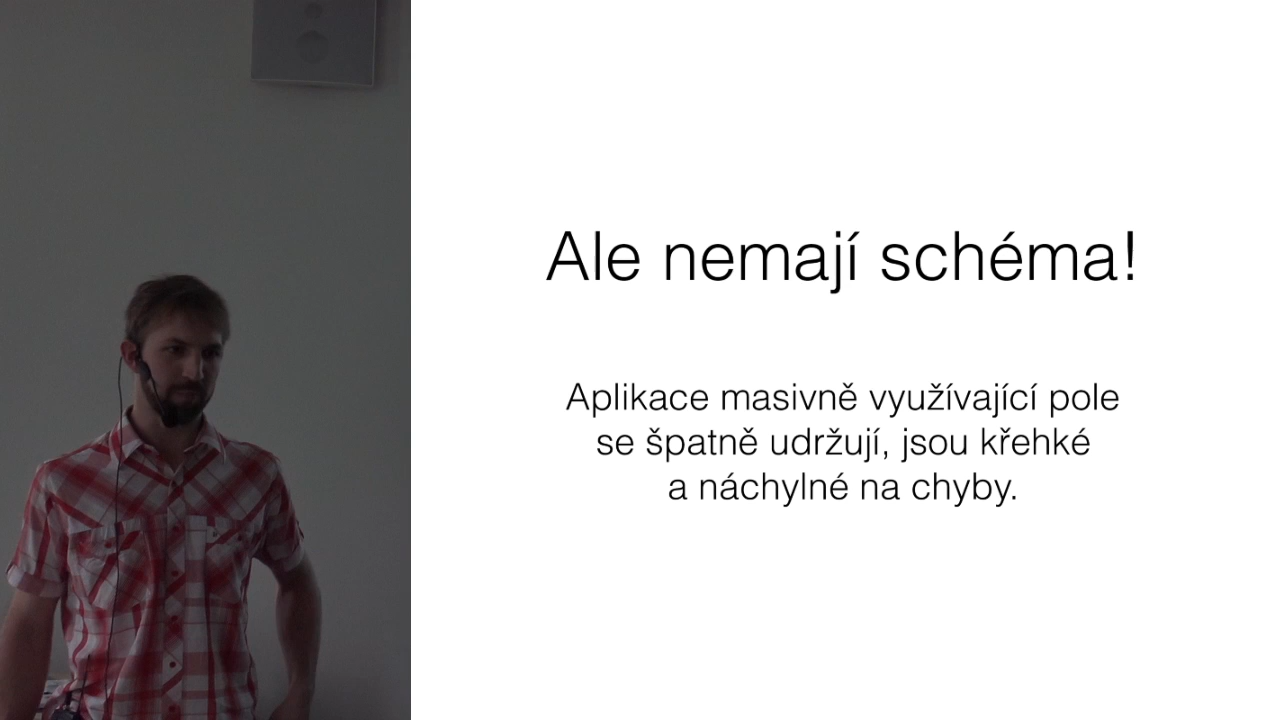 Ale nemají schéma!
Aplikace masivně využívající pole
se špatně udržují, jsou křehké
a náchylné na chyby.